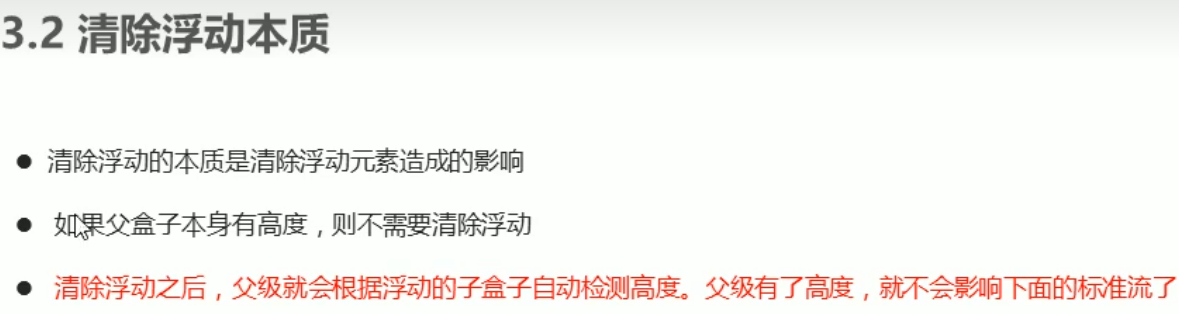 3.2 清除浮动本质
● 清除浮动的本质是清除浮动元素造成的影响
● 如果父盒子本身有高度，则不需要清除浮动
● 清除浮动之后，父级就会根据浮动的子盒子自动检测高度。父级有了高度，就不会影响下面的标准流了